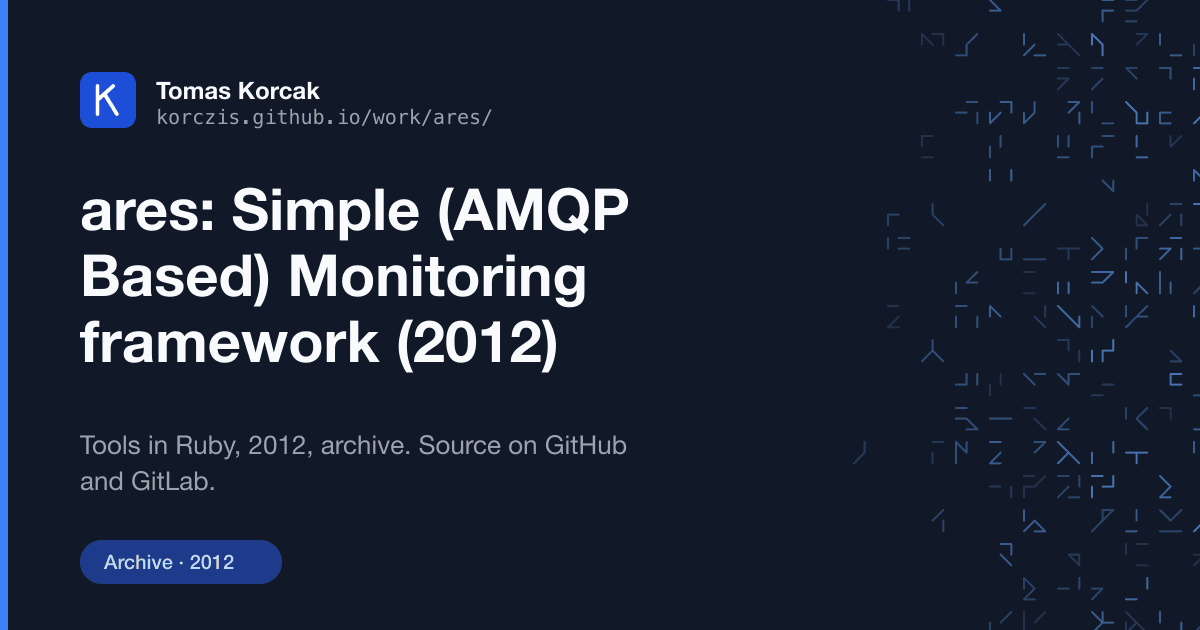 K
Tomas Korcak
korczis.github.io/work/ares/
ares: Simple (AMQP
Based) Monitoring
framework (2012)
Tools in Ruby, 2012, archive. Source on GitHub
and GitLab.
Archive · 2012